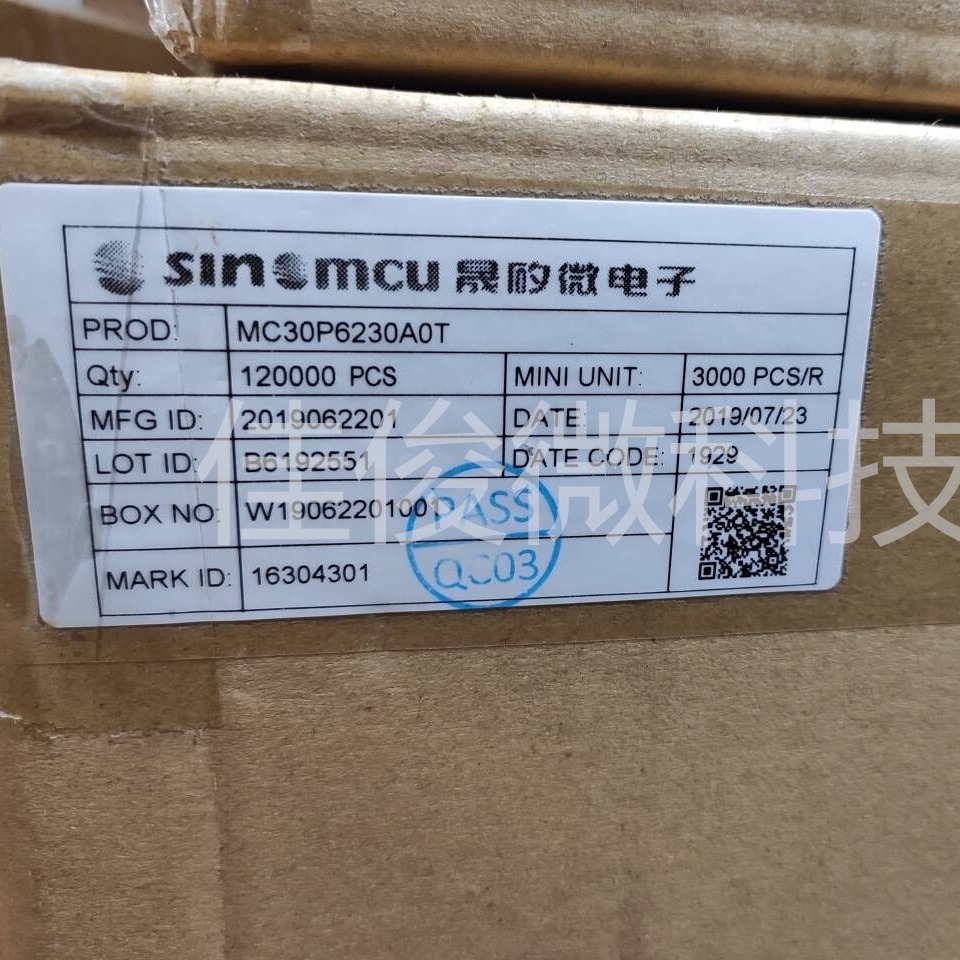 sinomcu 晟矽微电子
PROD: MC30P6230A0T
Qty: 120000 PCS MINI UNIT: 3000 PCS/R
MFG ID: 2019062201 DATE: 2019/07/23
LOT ID: B6192551 DATE CODE: 1929
BOX NO: W19062201001
MARK ID: 16304301
PASS
QC03
佳俊微科技